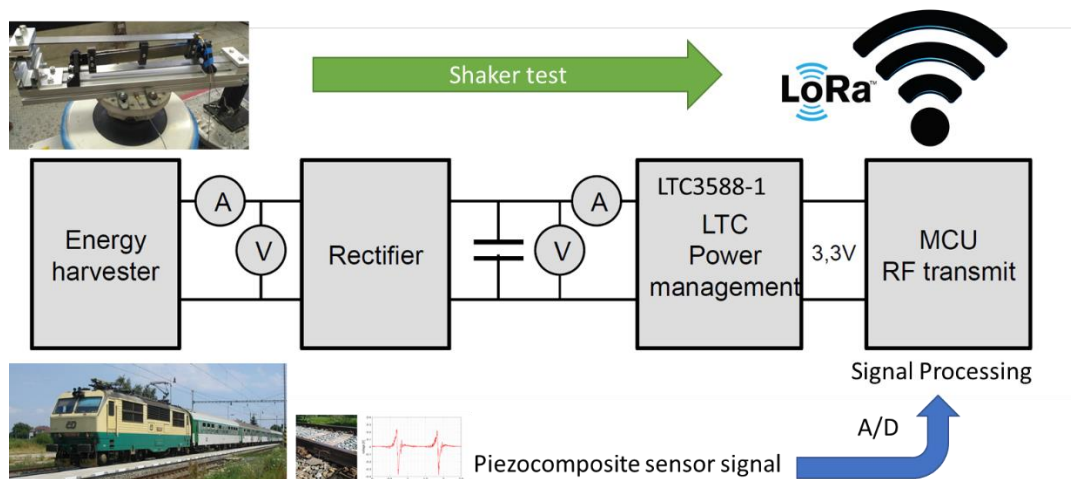 Shaker test
LoRa™
A
V
A
V
Energy
harvester
Rectifier
LTC3588-1
LTC
Power
management
3,3V
MCU
RF transmit
Signal Processing
A/D
Piezocomposite sensor signal